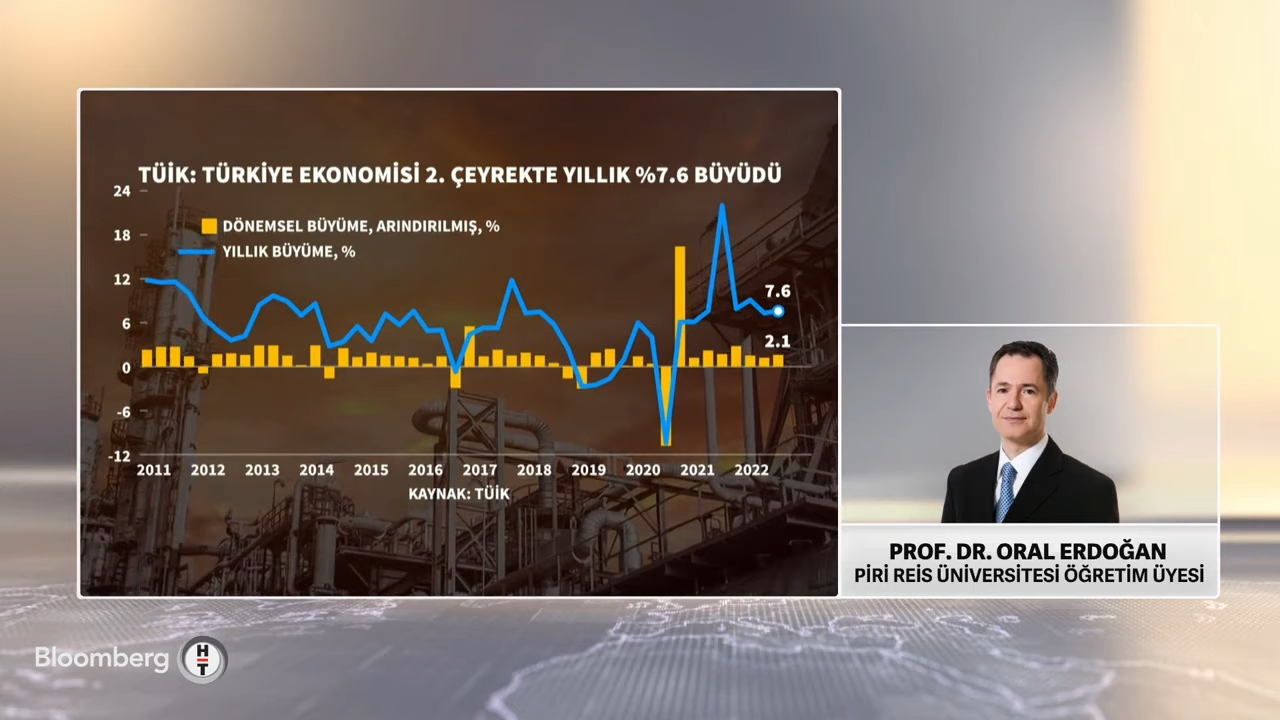 TÜİK: TÜRKİYE EKONOMİSİ 2. ÇEYREKTE YILLIK %7.6 BÜYÜDÜ
24
DÖNEMSEL BÜYÜME, ARINDIRILMIŞ, %
18
YILLIK BÜYÜME, %
12
7.6
6
2.1
0
-6
-12
2011 2012 2013 2014 2015 2016 2017 2018 2019 2020 2021 2022
KAYNAK: TÜİK
PROF. DR. ORAL ERDOĞAN
PİRİ REİS ÜNİVERSİTESİ ÖĞRETİM ÜYESİ
Bloomberg HT